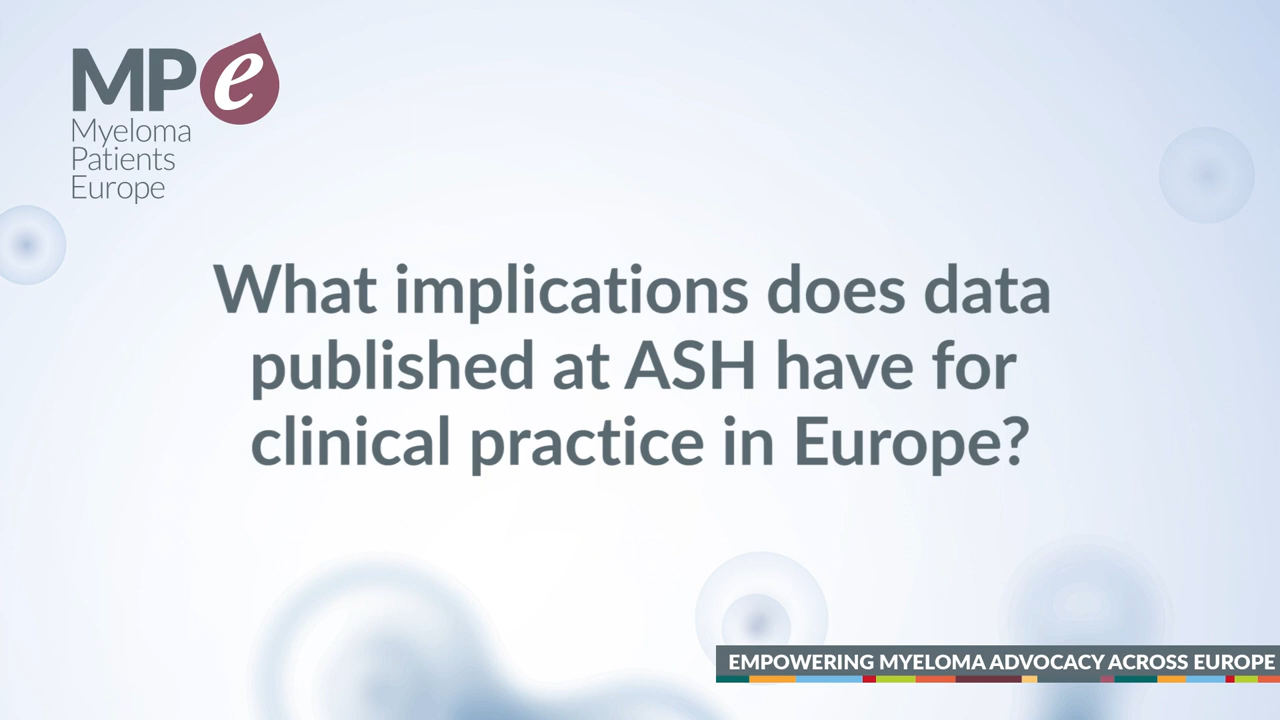 MPe
Myeloma
Patients
Europe
What implications does data
published at ASH have for
clinical practice in Europe?
EMPOWERING MYELOMA ADVOCACY ACROSS EUROPE